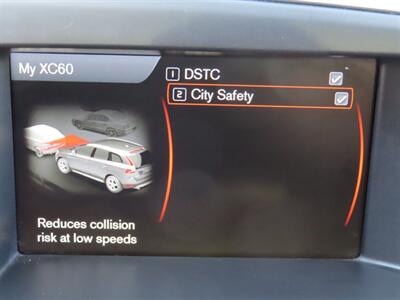 My XC60
1 DSTC
2 City Safety
Reduces collision
risk at low speeds